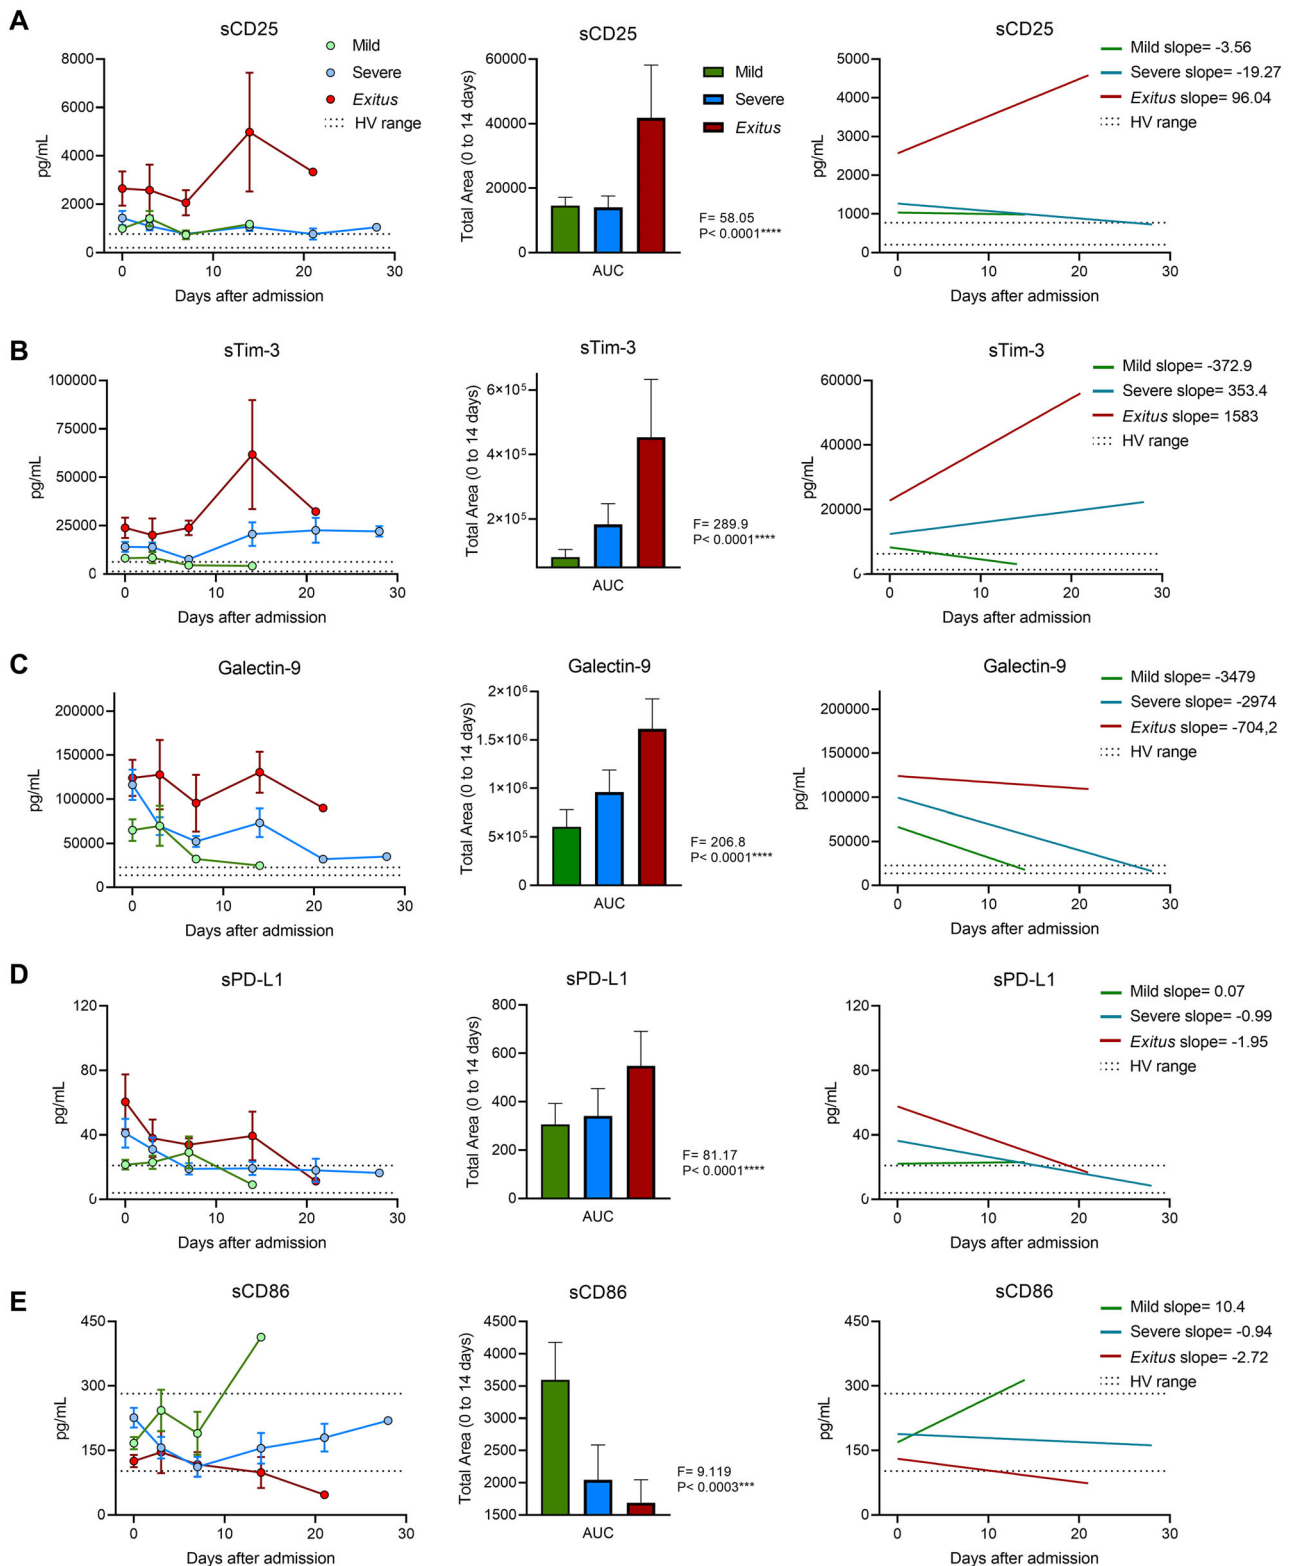 A
sCD25
8000
6000
4000
2000
0
pg/mL
0
10
20
30
Days after admission
Mild
Severe
Exitus
HV range
sCD25
60000
40000
20000
0
Total Area (0 to 14 days)
AUC
Mild
Severe
Exitus
F= 58.05
P< 0.0001****
sCD25
5000
4000
3000
2000
1000
0
pg/mL
0
10
20
30
Days after admission
Mild slope= -3.56
Severe slope= -19.27
Exitus slope= 96.04
HV range
B
sTim-3
100000
75000
50000
25000
0
pg/mL
0
10
20
30
Days after admission
sTim-3
6×10⁵
4×10⁵
2×10⁵
Total Area (0 to 14 days)
AUC
F= 289.9
P< 0.0001****
sTim-3
60000
40000
20000
0
pg/mL
0
10
20
30
Days after admission
Mild slope= -372.9
Severe slope= 353.4
Exitus slope= 1583
HV range
C
Galectin-9
200000
150000
100000
50000
0
pg/mL
0
10
20
30
Days after admission
Galectin-9
2×10⁶
1.5×10⁶
1×10⁶
5×10⁵
0
Total Area (0 to 14 days)
AUC
F= 206.8
P< 0.0001****
Galectin-9
200000
150000
100000
50000
0
pg/mL
0
10
20
30
Days after admission
Mild slope= -3479
Severe slope= -2974
Exitus slope= -704,2
HV range
D
sPD-L1
120
80
40
0
pg/mL
0
10
20
30
Days after admission
sPD-L1
800
600
400
200
0
Total Area (0 to 14 days)
AUC
F= 81.17
P< 0.0001****
sPD-L1
120
80
40
0
pg/mL
0
10
20
30
Days after admission
Mild slope= 0.07
Severe slope= -0.99
Exitus slope= -1.95
HV range
E
sCD86
450
300
150
0
pg/mL
0
10
20
30
Days after admission
sCD86
4500
4000
3500
3000
2500
2000
1500
Total Area (0 to 14 days)
AUC
F= 9.119
P< 0.0003***
sCD86
450
300
150
0
pg/mL
0
10
20
30
Days after admission
Mild slope= 10.4
Severe slope= -0.94
Exitus slope= -2.72
HV range